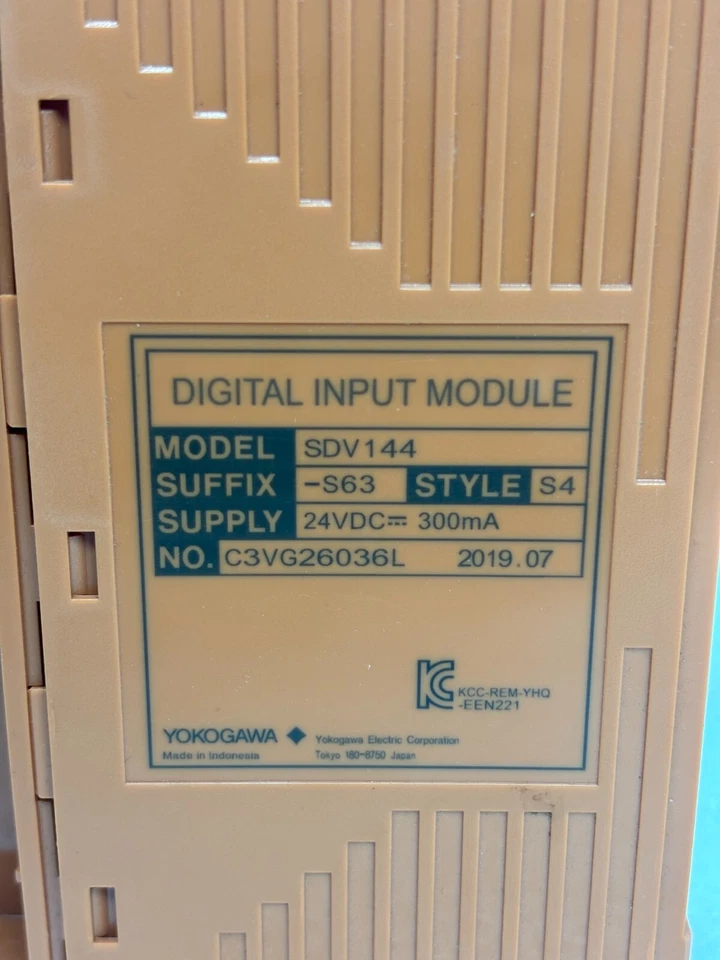 DIGITAL INPUT MODULE
MODEL SDV144
SUFFIX -S63 STYLE S4
SUPPLY 24VDC⎓ 300mA
NO. C3VG26036L 2019.07
KCC-REM-YHQ
-EEN221
YOKOGAWA ◆ Yokogawa Electric Corporation
Made in Indonesia Tokyo 180-8750 Japan